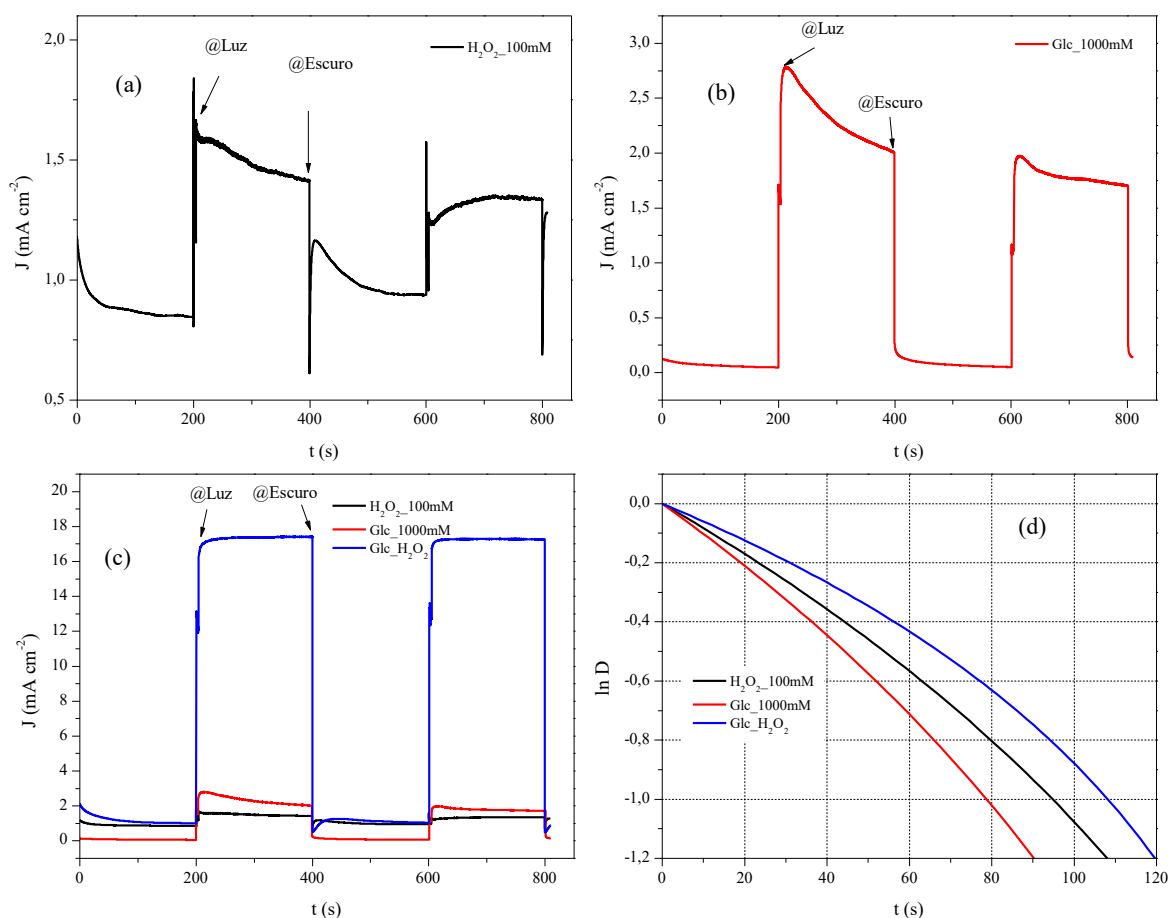 (a)
@Luz
@Escuro
H₂O₂_100mM
2,0
1,5
1,0
0,5
J (mA cm⁻²)
0 200 400 600 800
t (s)
(b)
@Luz
@Escuro
Glc_1000mM
3,0
2,5
2,0
1,5
1,0
0,5
0,0
J (mA cm⁻²)
0 200 400 600 800
t (s)
(c)
@Luz
@Escuro
H₂O₂_100mM
Glc_1000mM
Glc_H₂O₂
20
18
16
14
12
10
8
6
4
2
0
J (mA cm⁻²)
0 200 400 600 800
t (s)
(d)
0,0
-0,2
-0,4
-0,6
-0,8
-1,0
-1,2
ln D
H₂O₂_100mM
Glc_1000mM
Glc_H₂O₂
0 20 40 60 80 100 120
t (s)